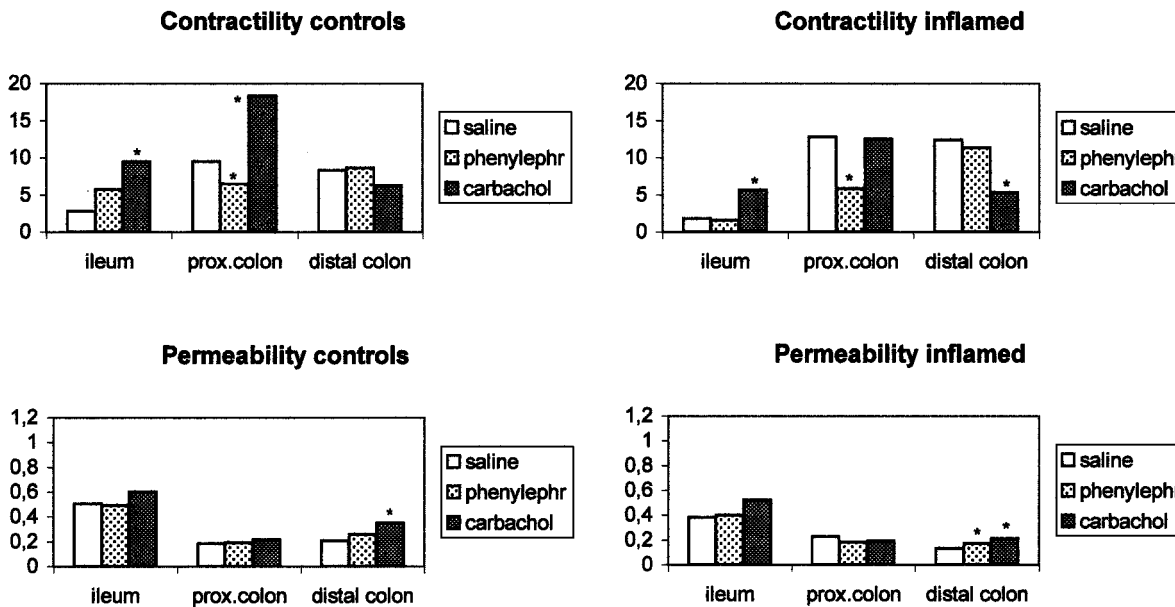 Contractility controls
20
15
10
5
0
*
*
*
ileum
prox.colon
distal colon
saline
phenylephr
carbachol
Contractility inflamed
20
15
10
5
0
*
*
*
ileum
prox.colon
distal colon
saline
phenyleph
carbachol
Permeability controls
1,2
1
0,8
0,6
0,4
0,2
0
*
ileum
prox.colon
distal colon
saline
phenylephr
carbachol
Permeability inflamed
1,2
1
0,8
0,6
0,4
0,2
0
*
*
ileum
prox.colon
distal colon
saline
phenyleph
carbachol